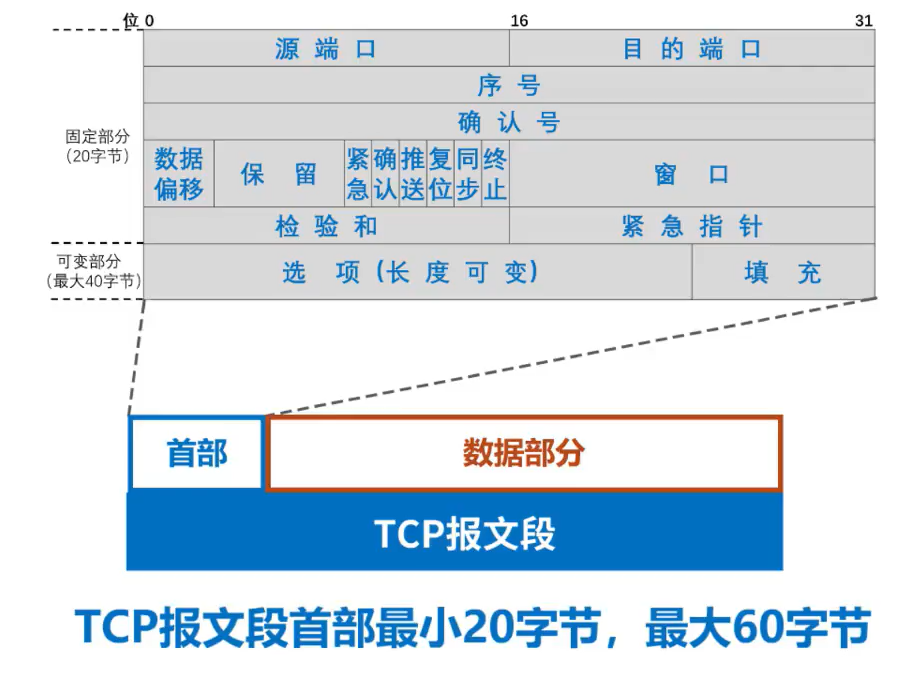 位 0 16 31
源 端 口 目 的 端 口
序 号
确 认 号
固定部分
(20字节)
数据
偏移
保 留
紧
急
确
认
推
送
复
位
同
步
终
止
窗 口
检 验 和 紧 急 指 针
可变部分
(最大40字节)
选 项 (长 度 可 变) 填 充
首部 数据部分
TCP报文段
TCP报文段首部最小20字节，最大60字节